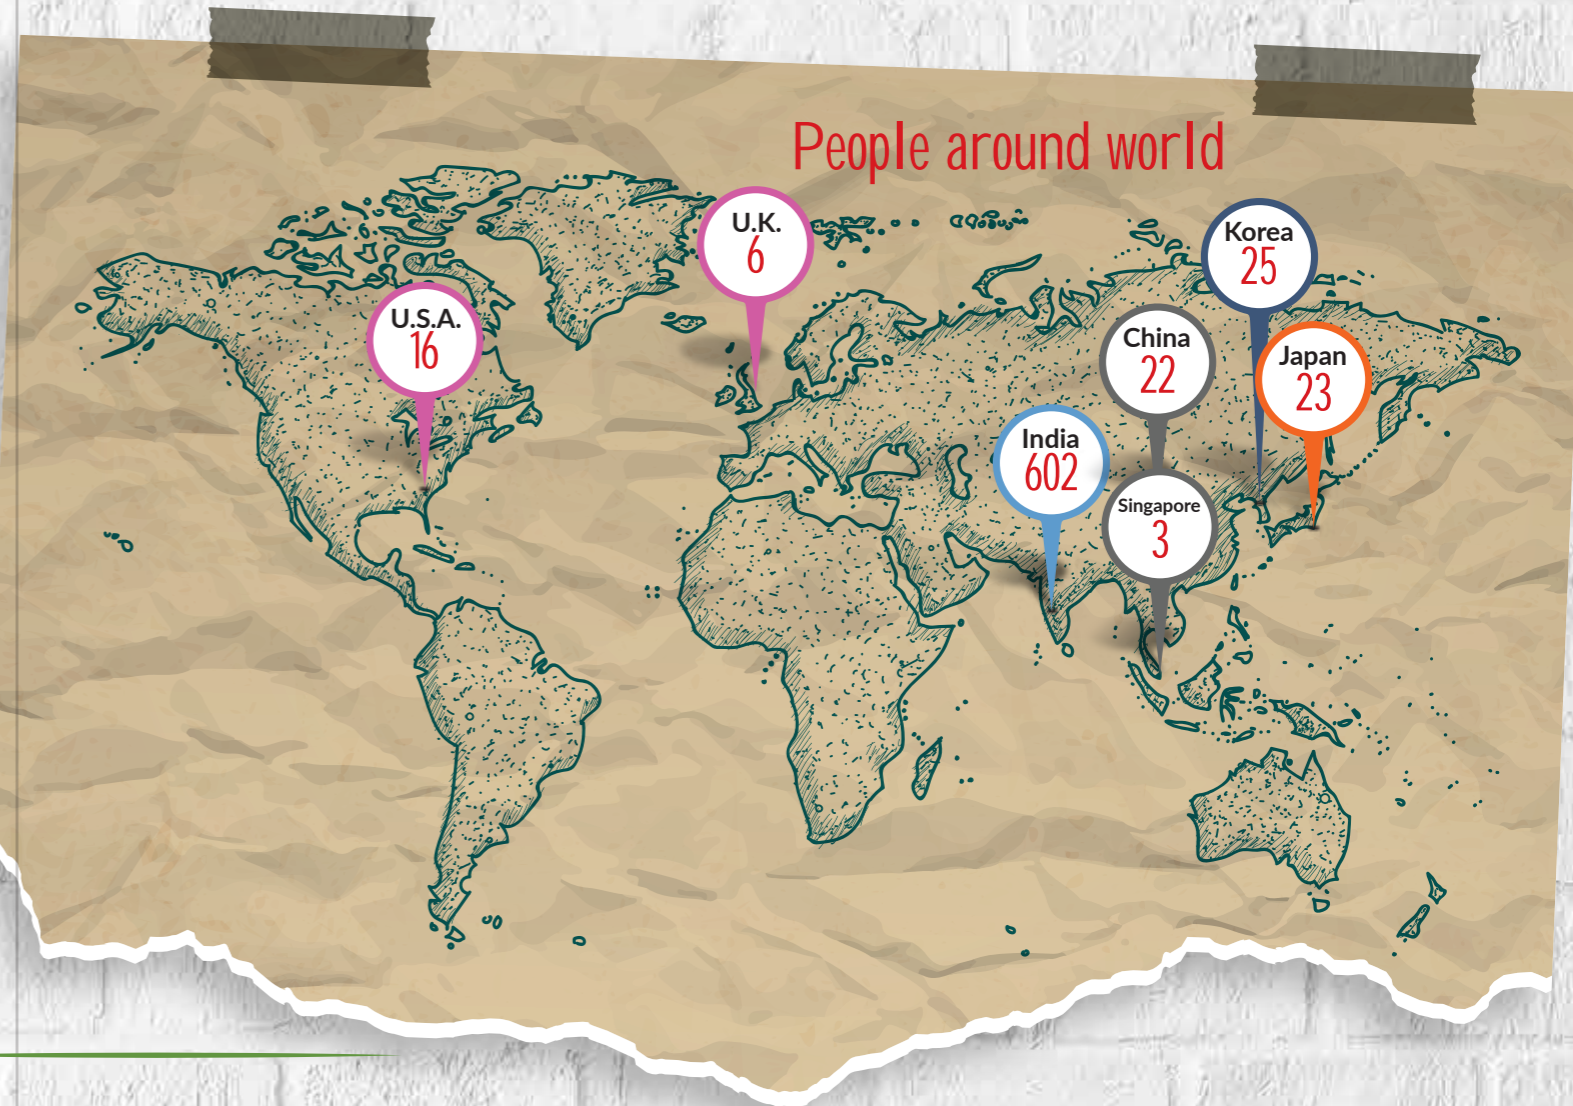 People around world
U.K.
6
Korea
25
U.S.A.
16
China
22
Japan
23
India
602
Singapore
3